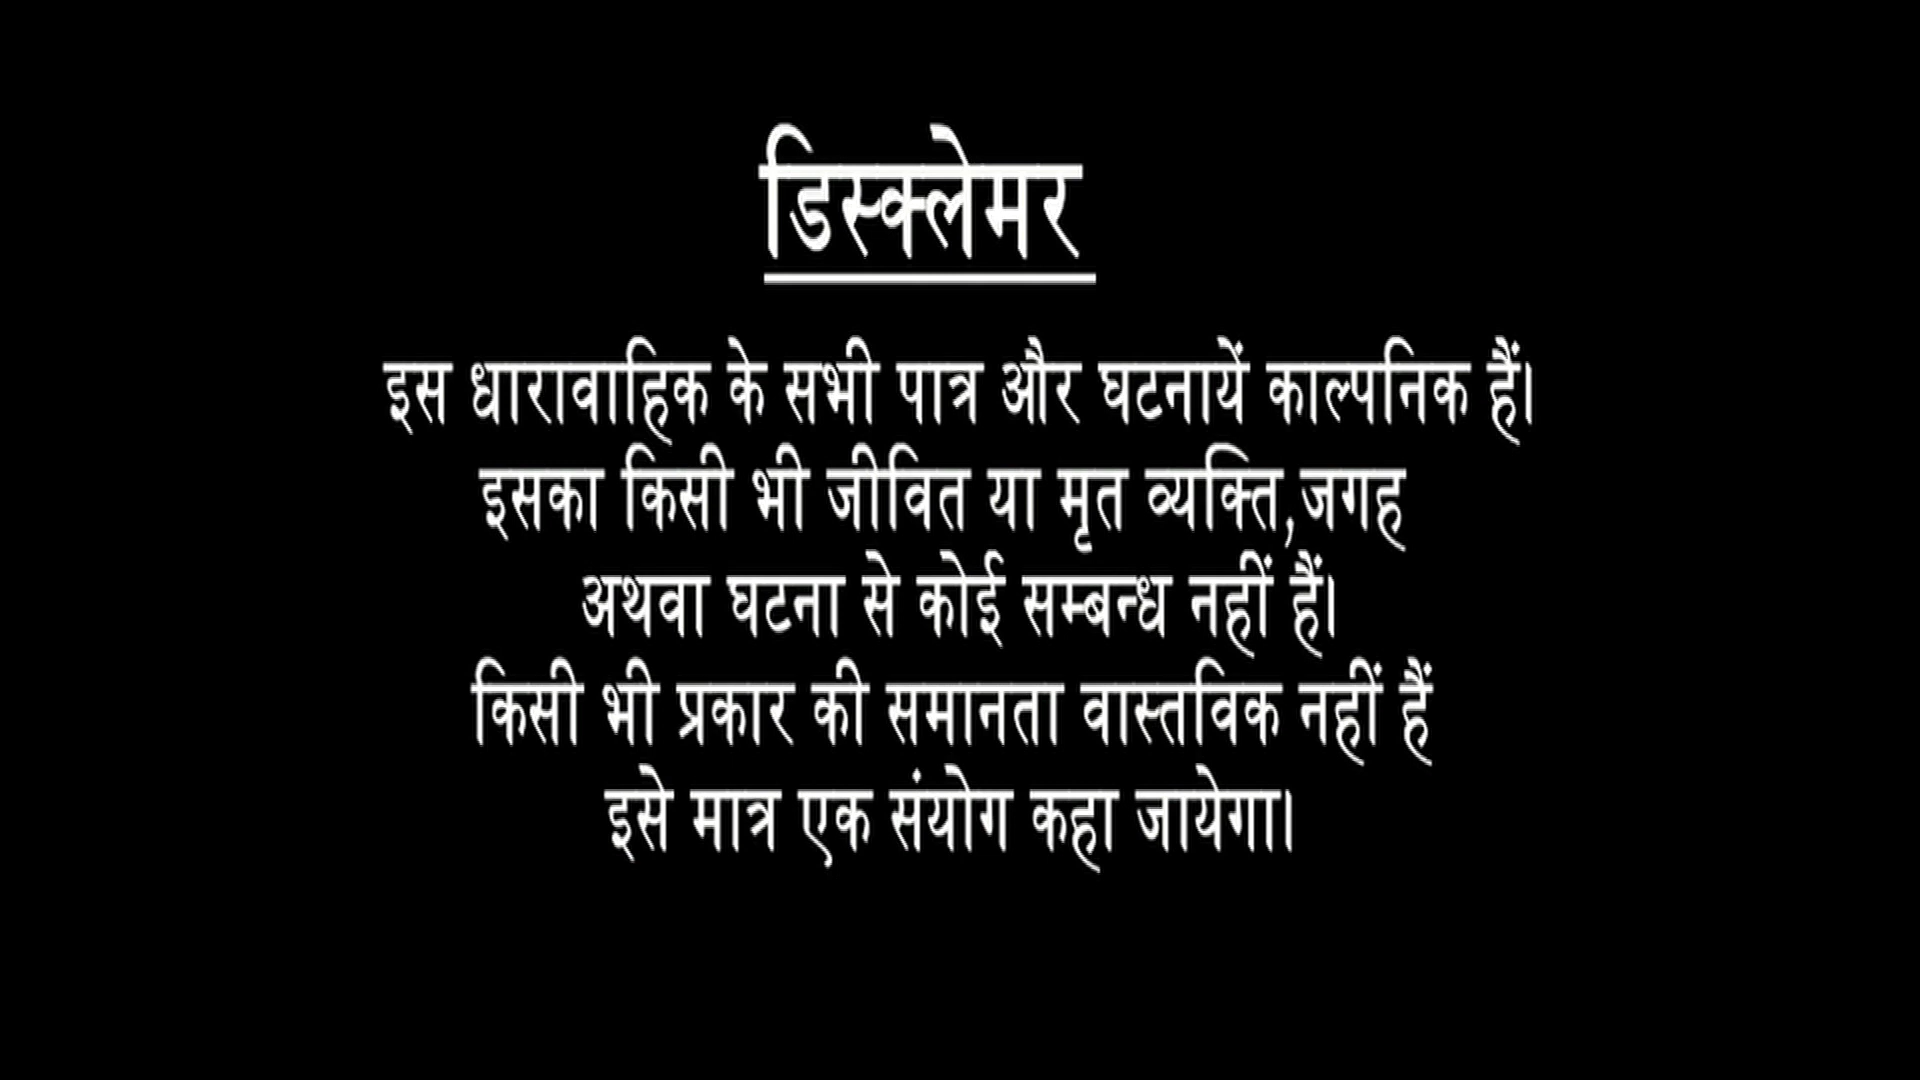 डिस्क्लेमर
इस धारावाहिक के सभी पात्र और घटनायें काल्पनिक हैं।
इसका किसी भी जीवित या मृत व्यक्ति,जगह
अथवा घटना से कोई सम्बन्ध नहीं हैं।
किसी भी प्रकार की समानता वास्तविक नहीं हैं
इसे मात्र एक संयोग कहा जायेगा।